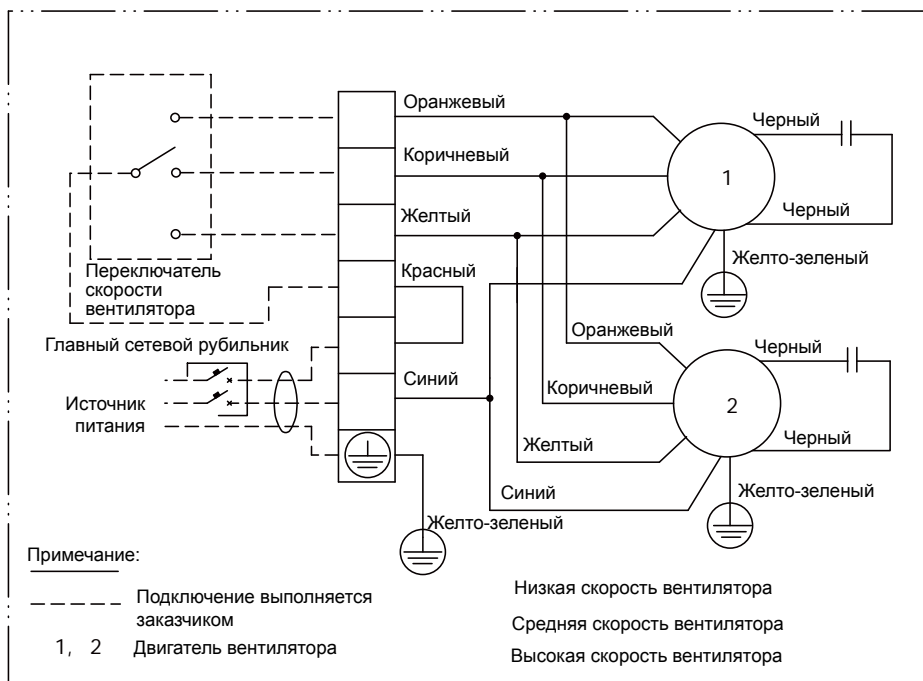 Оранжевый
Черный
Коричневый
1
Желтый
Черный
Желто-зеленый
Переключатель
скорости
вентилятора
Красный
Главный сетевой рубильник
Оранжевый
Черный
Синий
Коричневый
2
Источник
питания
Желтый
Черный
Синий
Желто-зеленый
Желто-зеленый
Примечание:
Подключение выполняется
заказчиком
1, 2 Двигатель вентилятора
Низкая скорость вентилятора
Средняя скорость вентилятора
Высокая скорость вентилятора